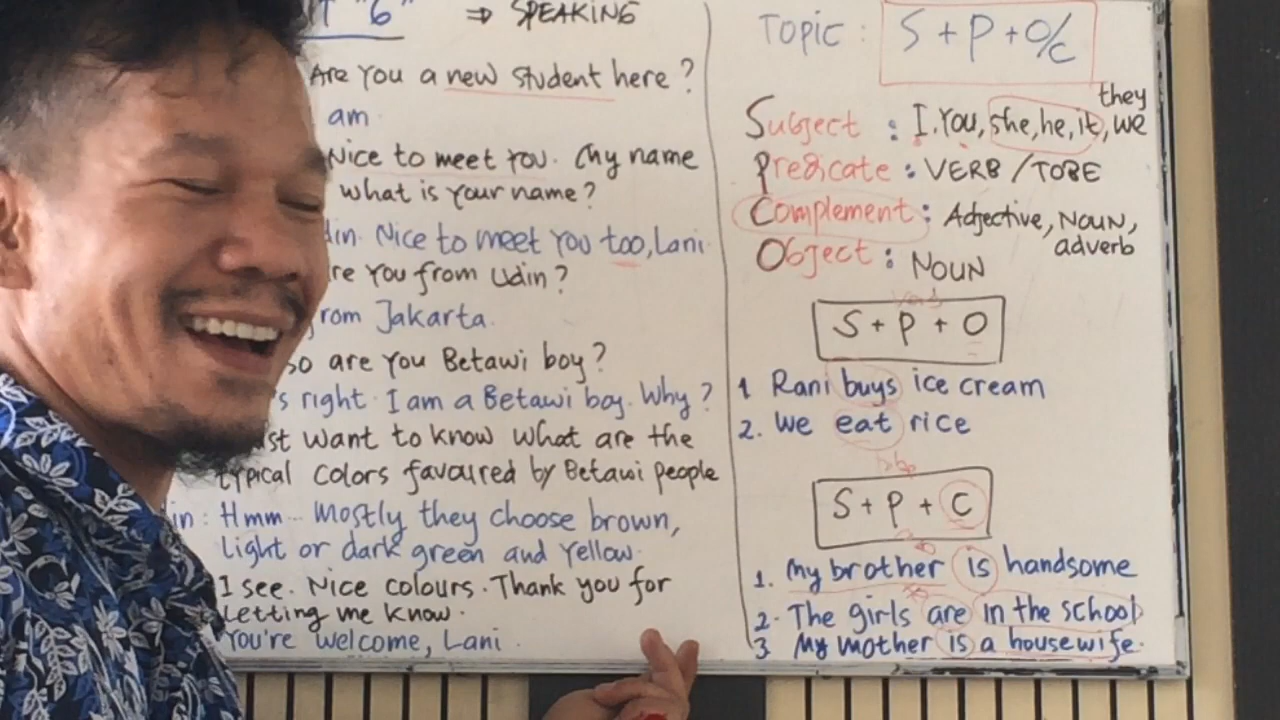 "6" ⇒ SPEAKING
Are You a new student here?
am
Nice to meet you. My name
what is your name?
Nice to meet you too, Lani
you from Udin?
from Jakarta.
so are you Betawi boy?
right. I am a Betawi boy. Why?
want to know what are the
typical colors favoured by Betawi people
Hmm... Mostly they choose brown,
Light or dark green and yellow.
I see. Nice colours. Thank you for
letting me know.
You're welcome, Lani.
Topic: S + P + O/C
they
Subject : I, You, she, he, it, we
Predicate : VERB / TOBE
Complement : Adjective, Noun,
adverb
Object : NOUN
S + P + O
1 Rani buys ice cream
2. We eat rice
S + P + C
1. My brother is handsome
2. The girls are in the school
3 My mother is a housewife.